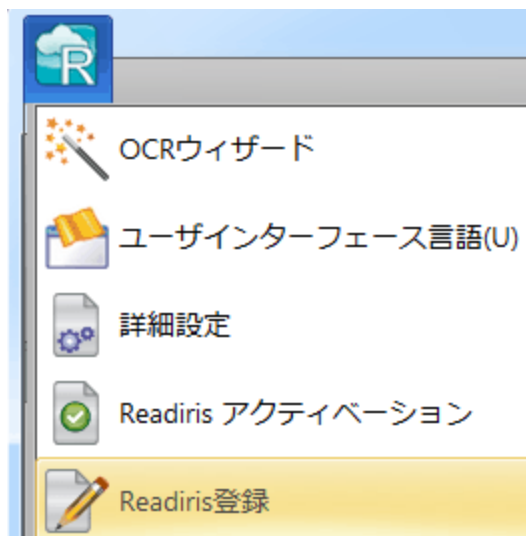 R
OCRウィザード
ユーザインターフェース言語(U)
詳細設定
Readiris アクティベーション
Readiris登録